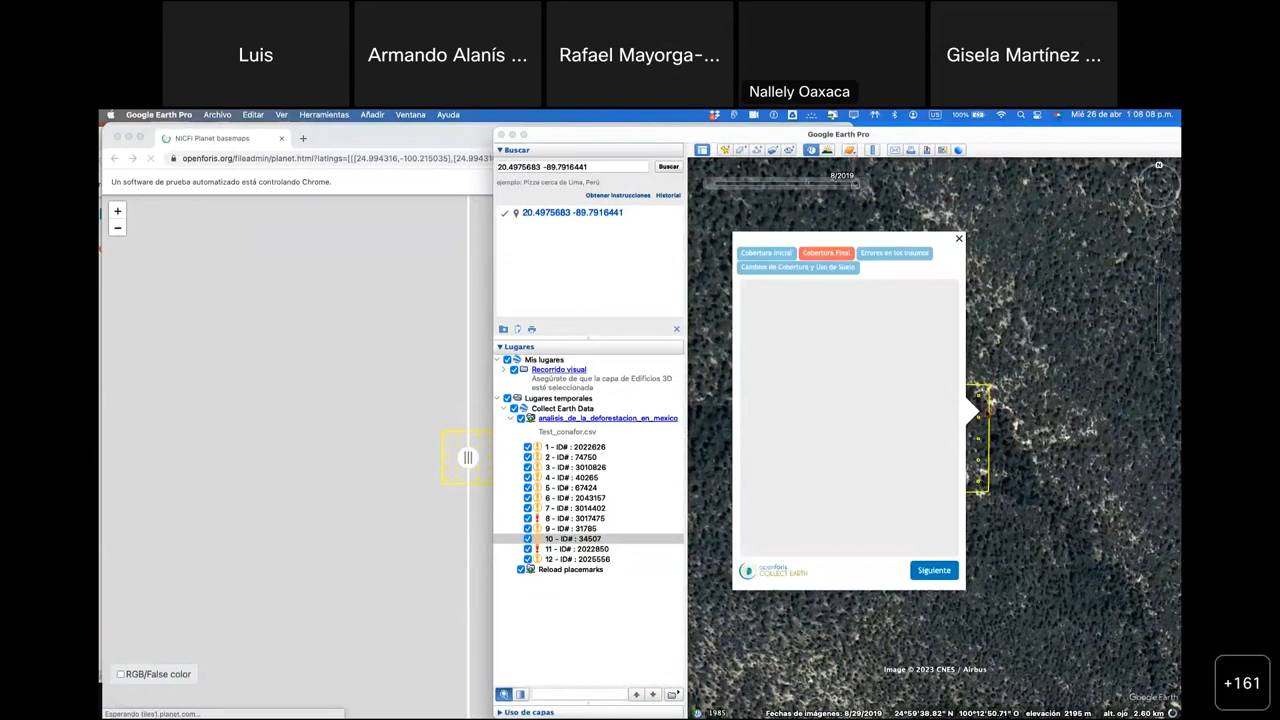 Luis
Armando Alanís ...
Rafael Mayorga-...
Nallely Oaxaca
Gisela Martínez ...
Google Earth Pro Archivo Editar Ver Herramientas Añadir Ventana Ayuda
US 100% Mié 26 de abr 1 08:08 p.m.
NICFI Planet basemaps
openforis.org/fileadmin/planet.html?latings=[[[24.994316,-100.215035],[24.9943
Un software de prueba automatizado está controlando Chrome.
+
−
RGB/False color
Esperando tiles1.planet.com...
Google Earth Pro
Buscar
20.4975683 -89.7916441
Buscar
ejemplo: Pizza cerca de Lima, Perú
Obtener instrucciones Historial
20.4975683 -89.7916441
Lugares
Mis lugares
Recorrido visual
Asegúrate de que la capa de Edificios 3D
esté seleccionada
Lugares temporales
Collect Earth Data
analisis_de_la_deforestacion_en_mexico
Test_conafor.csv
1 - ID# : 2022626
2 - ID# : 74750
3 - ID# : 3010826
4 - ID# : 40265
5 - ID# : 67424
6 - ID# : 2043157
7 - ID# : 3014402
8 - ID# : 3017475
9 - ID# : 31785
10 - ID# : 34507
11 - ID# : 2022850
12 - ID# : 2025556
Reload placemarks
Uso de capas
8/2019
N
Cobertura Inicial Cobertura Final Errores en los insumos
Cambios de Cobertura y Uso de Suelo
openforis
COLLECT EARTH
Siguiente
Image © 2023 CNES / Airbus
Google Earth
1985
Fechas de imágenes: 8/29/2019 24°59'38.82" N 100°12'50.71" O elevación 2195 m alt. ojo 2.60 km
+161